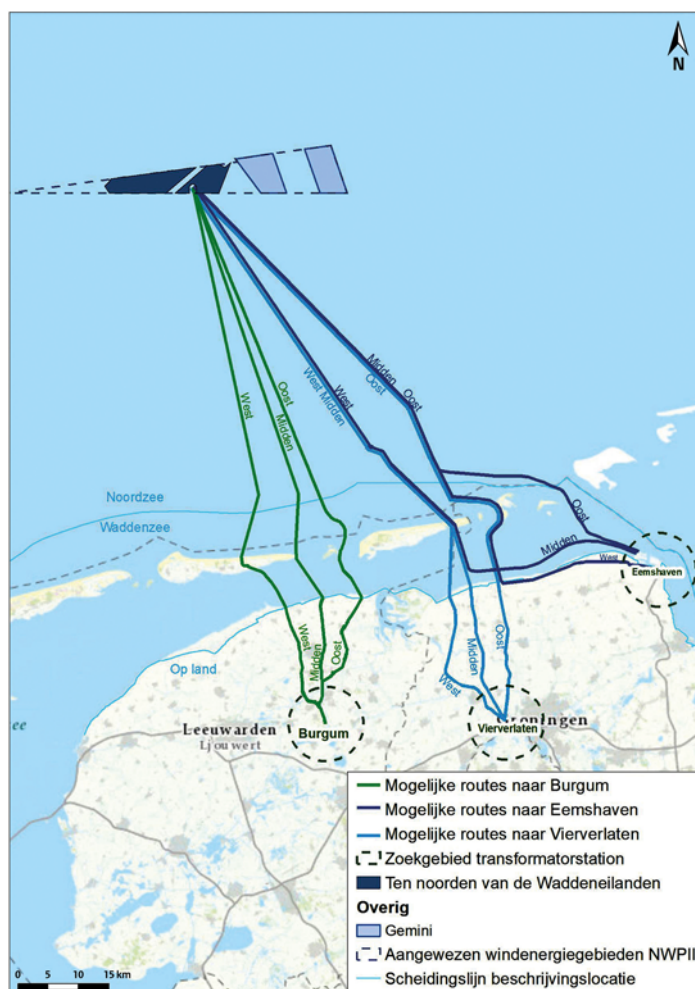 N
West
Midden
Oost
West
West Midden
Midden
Oost
Oost
Noordzee
Waddenzee
Oost
Midden
West
Eemshaven
Op land
West
Midden
Oost
West
Midden
Oost
Leeuwarden
Ljouwert
Burgum
Vierverlaten
Groningen
ee
Mogelijke routes naar Burgum
Mogelijke routes naar Eemshaven
Mogelijke routes naar Vierverlaten
Zoekgebied transformatorstation
Ten noorden van de Waddeneilanden
Overig
Gemini
Aangewezen windenergiegebieden NWPII
Scheidingslijn beschrijvingslocatie
0 5 10 15 km